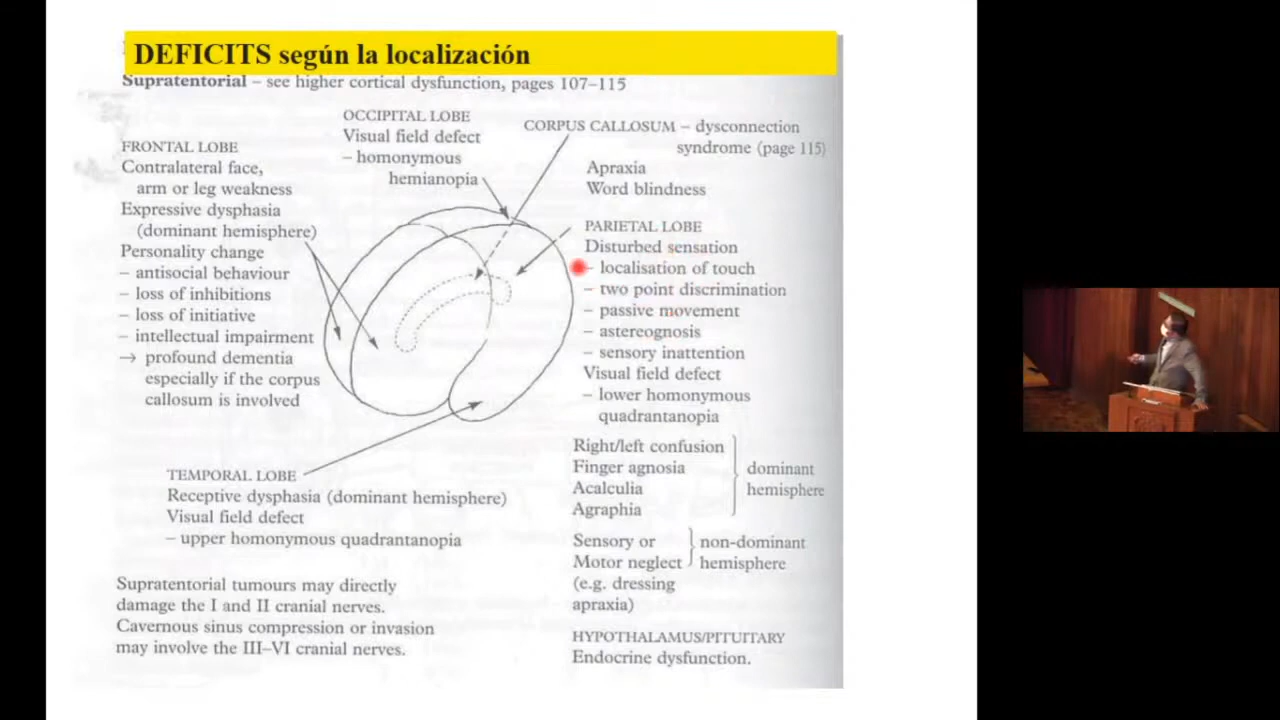 DEFICITS según la localización
Supratentorial – see higher cortical dysfunction, pages 107–115
OCCIPITAL LOBE
Visual field defect
– homonymous
hemianopia
CORPUS CALLOSUM – dysconnection
syndrome (page 115)
Apraxia
Word blindness
FRONTAL LOBE
Contralateral face,
arm or leg weakness
Expressive dysphasia
(dominant hemisphere)
Personality change
– antisocial behaviour
– loss of inhibitions
– loss of initiative
– intellectual impairment
→ profound dementia
especially if the corpus
callosum is involved
PARIETAL LOBE
Disturbed sensation
– localisation of touch
– two point discrimination
– passive movement
– astereognosis
– sensory inattention
Visual field defect
– lower homonymous
quadrantanopia
Right/left confusion
Finger agnosia
Acalculia
Agraphia
dominant
hemisphere
Sensory or
Motor neglect
(e.g. dressing
apraxia)
non-dominant
hemisphere
TEMPORAL LOBE
Receptive dysphasia (dominant hemisphere)
Visual field defect
– upper homonymous quadrantanopia
Supratentorial tumours may directly
damage the I and II cranial nerves.
Cavernous sinus compression or invasion
may involve the III–VI cranial nerves.
HYPOTHALAMUS/PITUITARY
Endocrine dysfunction.